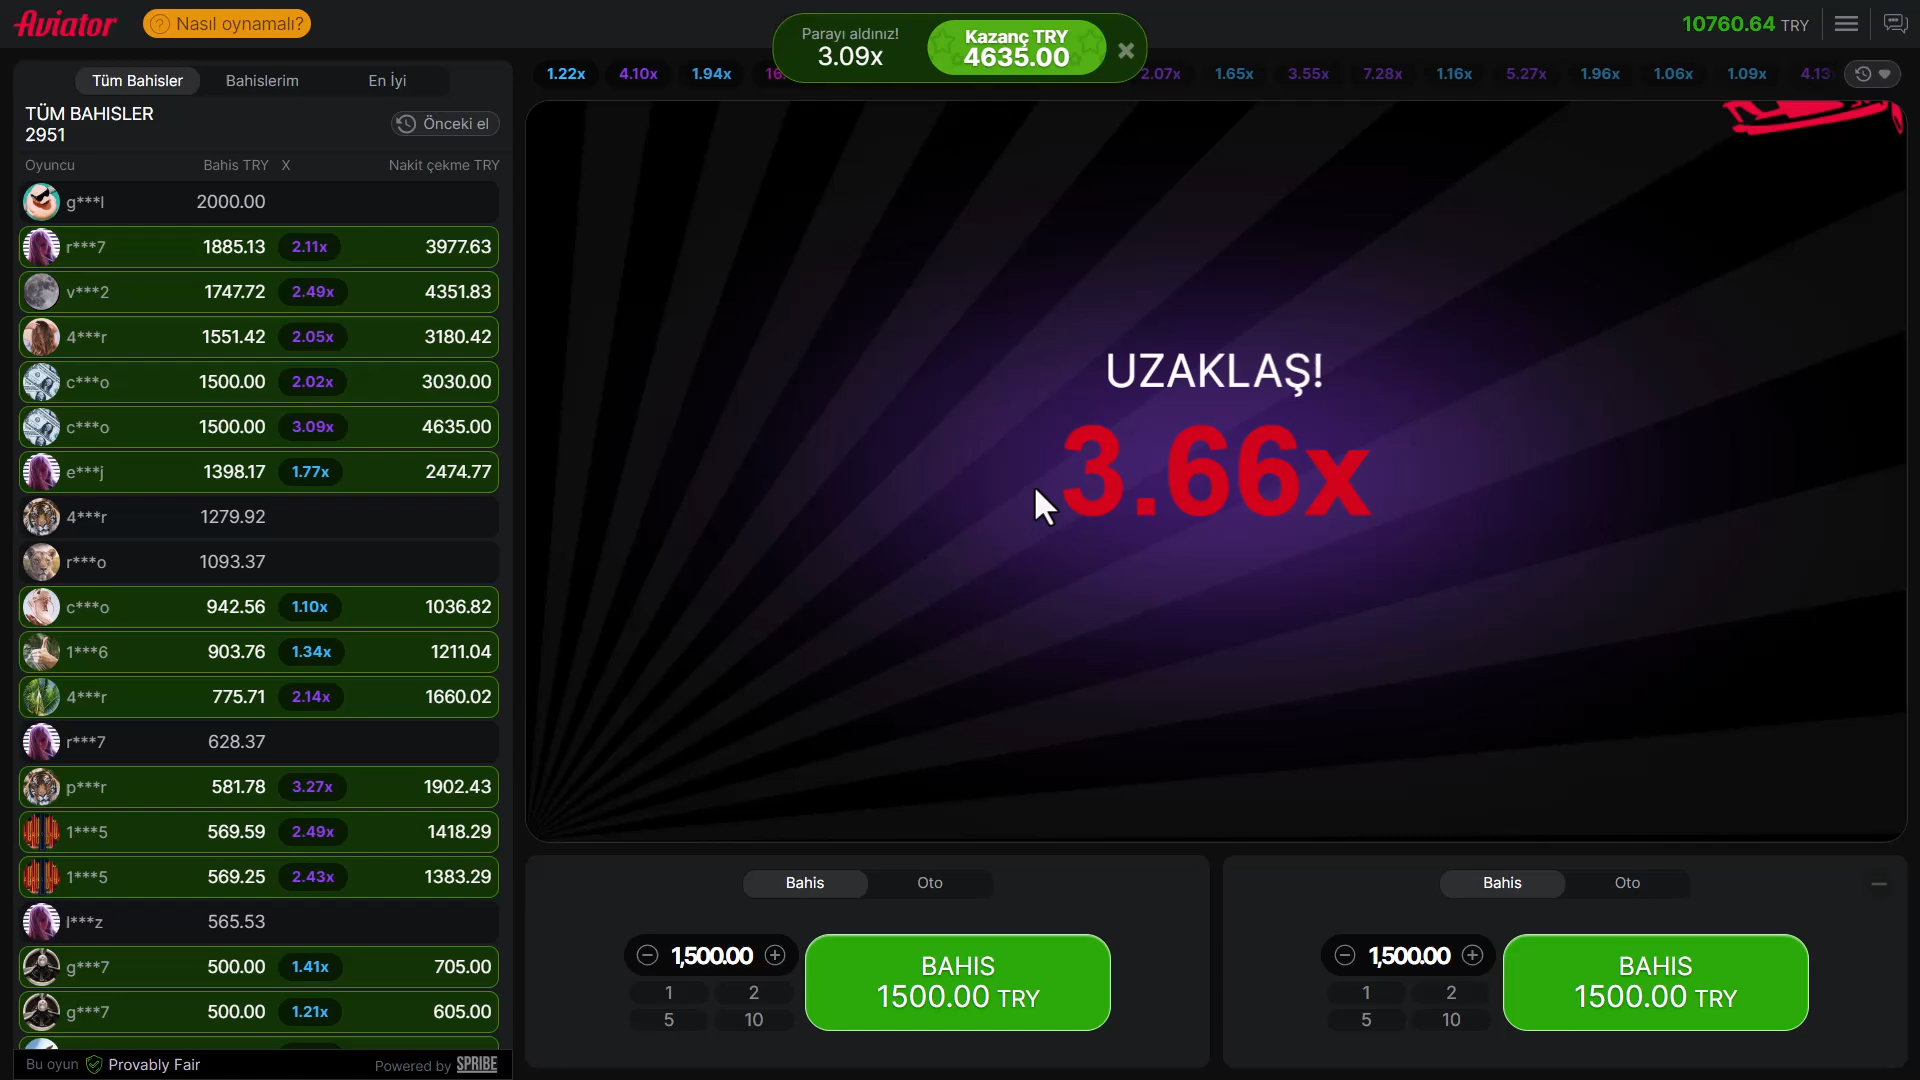 Aviator
Nasıl oynamalı?
Parayı aldınız!
3.09x
Kazanç TRY
4635.00
10760.64 TRY
Tüm Bahisler
Bahislerim
En İyi
1.22x 4.10x 1.94x 16. 2.07x 1.65x 3.55x 7.28x 1.16x 5.27x 1.96x 1.06x 1.09x 4.13
TÜM BAHISLER
2951
Önceki el
Oyuncu Bahis TRY X Nakit çekme TRY
g***l 2000.00
r***7 1885.13 2.11x 3977.63
v***2 1747.72 2.49x 4351.83
4***r 1551.42 2.05x 3180.42
c***o 1500.00 2.02x 3030.00
c***o 1500.00 3.09x 4635.00
e***j 1398.17 1.77x 2474.77
4***r 1279.92
r***o 1093.37
c***o 942.56 1.10x 1036.82
1***6 903.76 1.34x 1211.04
4***r 775.71 2.14x 1660.02
r***7 628.37
p***r 581.78 3.27x 1902.43
1***5 569.59 2.49x 1418.29
1***5 569.25 2.43x 1383.29
l***z 565.53
g***7 500.00 1.41x 705.00
g***7 500.00 1.21x 605.00
Bu oyun Provably Fair
Powered by SPRIBE
UZAKLAŞ!
3.66x
Bahis Oto
1,500.00
1 2
5 10
BAHIS
1500.00 TRY
Bahis Oto
1,500.00
1 2
5 10
BAHIS
1500.00 TRY